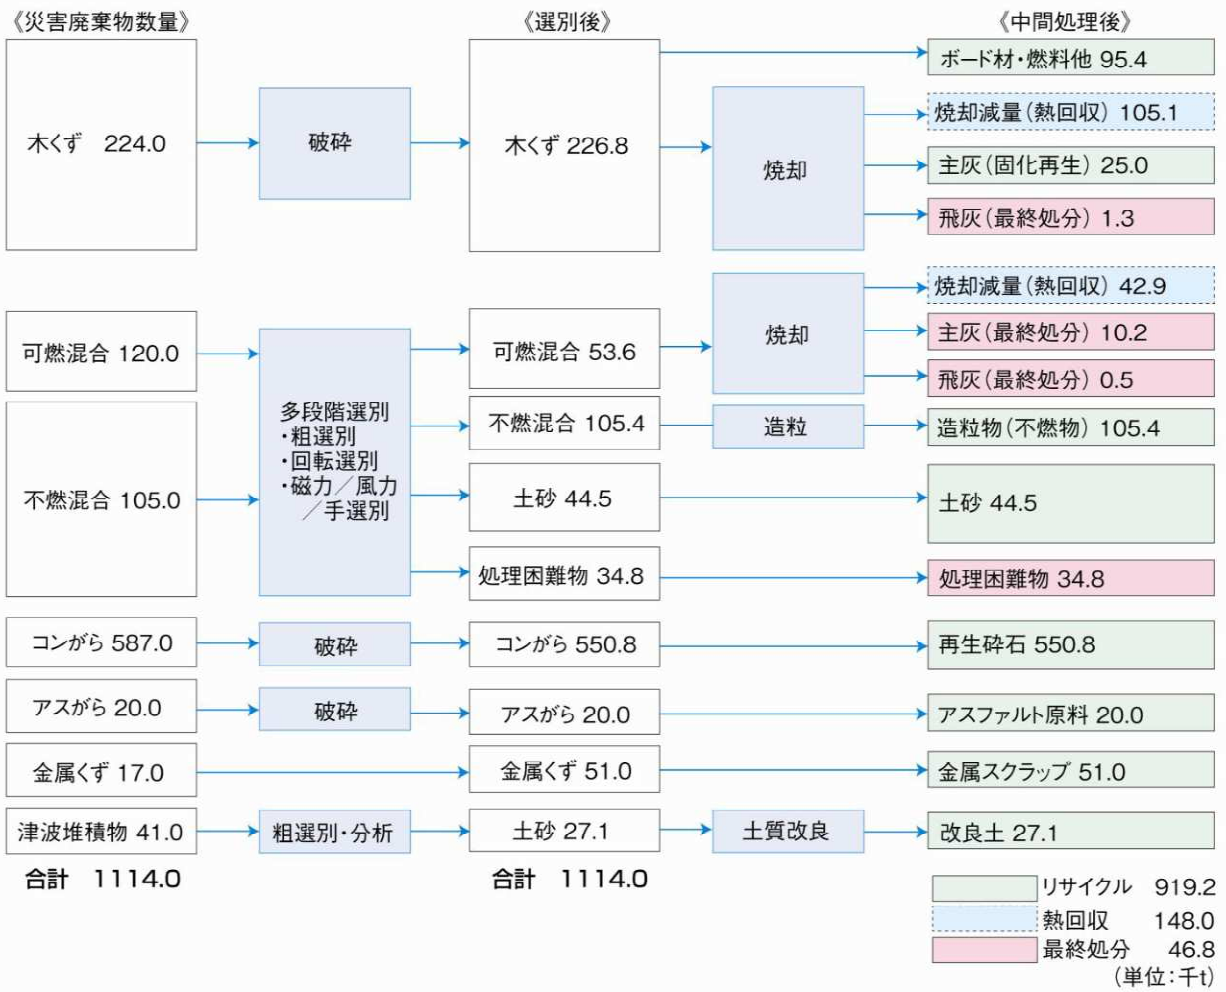 《災害廃棄物数量》
《選別後》
《中間処理後》
木くず 224.0
破砕
木くず 226.8
焼却
ボード材・燃料他 95.4
焼却減量(熱回収) 105.1
主灰(固化再生) 25.0
飛灰(最終処分) 1.3
可燃混合 120.0
不燃混合 105.0
多段階選別
・粗選別
・回転選別
・磁力／風力
／手選別
可燃混合 53.6
焼却
焼却減量(熱回収) 42.9
主灰(最終処分) 10.2
飛灰(最終処分) 0.5
不燃混合 105.4
造粒
造粒物(不燃物) 105.4
土砂 44.5
土砂 44.5
処理困難物 34.8
処理困難物 34.8
コンがら 587.0
破砕
コンがら 550.8
再生砕石 550.8
アスがら 20.0
破砕
アスがら 20.0
アスファルト原料 20.0
金属くず 17.0
金属くず 51.0
金属スクラップ 51.0
津波堆積物 41.0
粗選別・分析
土砂 27.1
土質改良
改良土 27.1
合計 1114.0
合計 1114.0
リサイクル 919.2
熱回収 148.0
最終処分 46.8
(単位：千t)